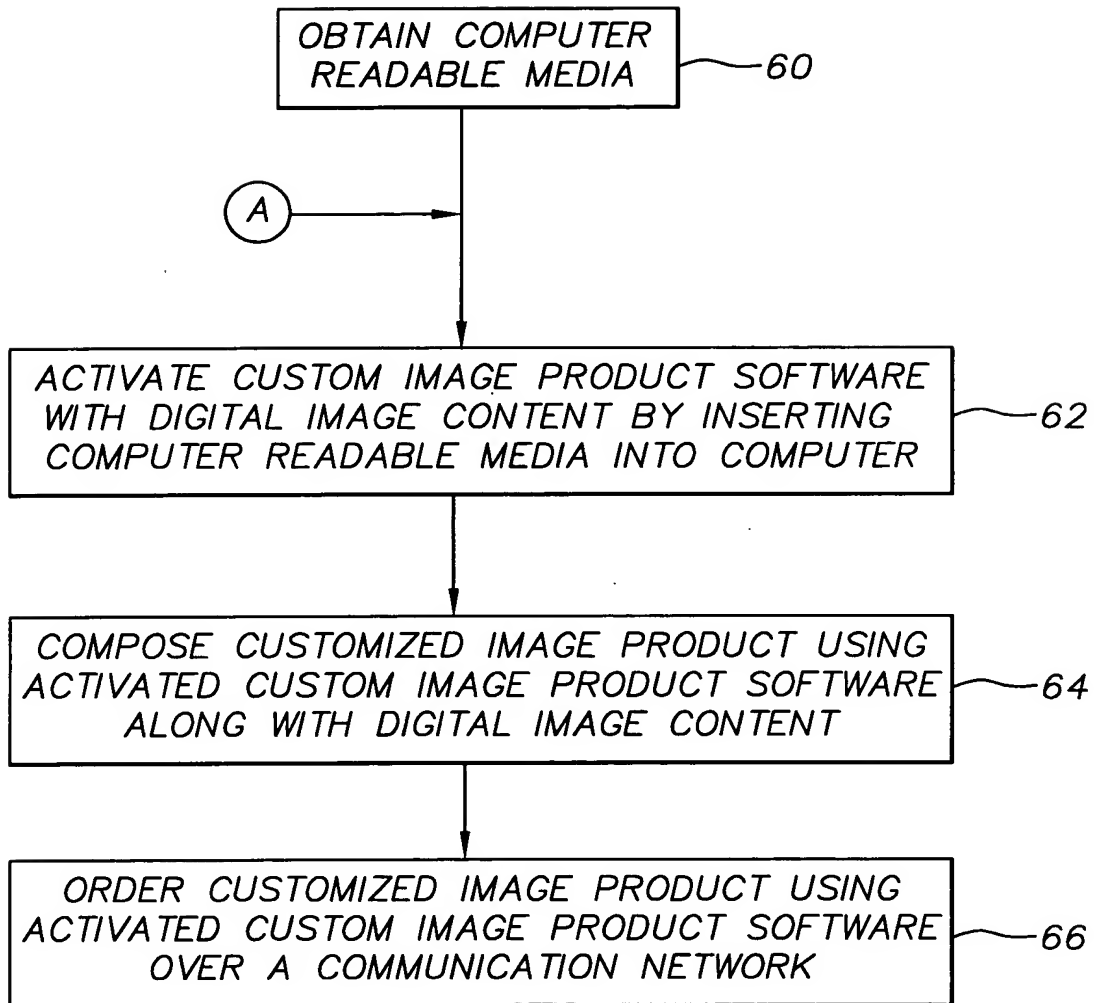 OBTAIN COMPUTER
READABLE MEDIA
60
A
ACTIVATE CUSTOM IMAGE PRODUCT SOFTWARE
WITH DIGITAL IMAGE CONTENT BY INSERTING
COMPUTER READABLE MEDIA INTO COMPUTER
62
COMPOSE CUSTOMIZED IMAGE PRODUCT USING
ACTIVATED CUSTOM IMAGE PRODUCT SOFTWARE
ALONG WITH DIGITAL IMAGE CONTENT
64
ORDER CUSTOMIZED IMAGE PRODUCT USING
ACTIVATED CUSTOM IMAGE PRODUCT SOFTWARE
OVER A COMMUNICATION NETWORK
66